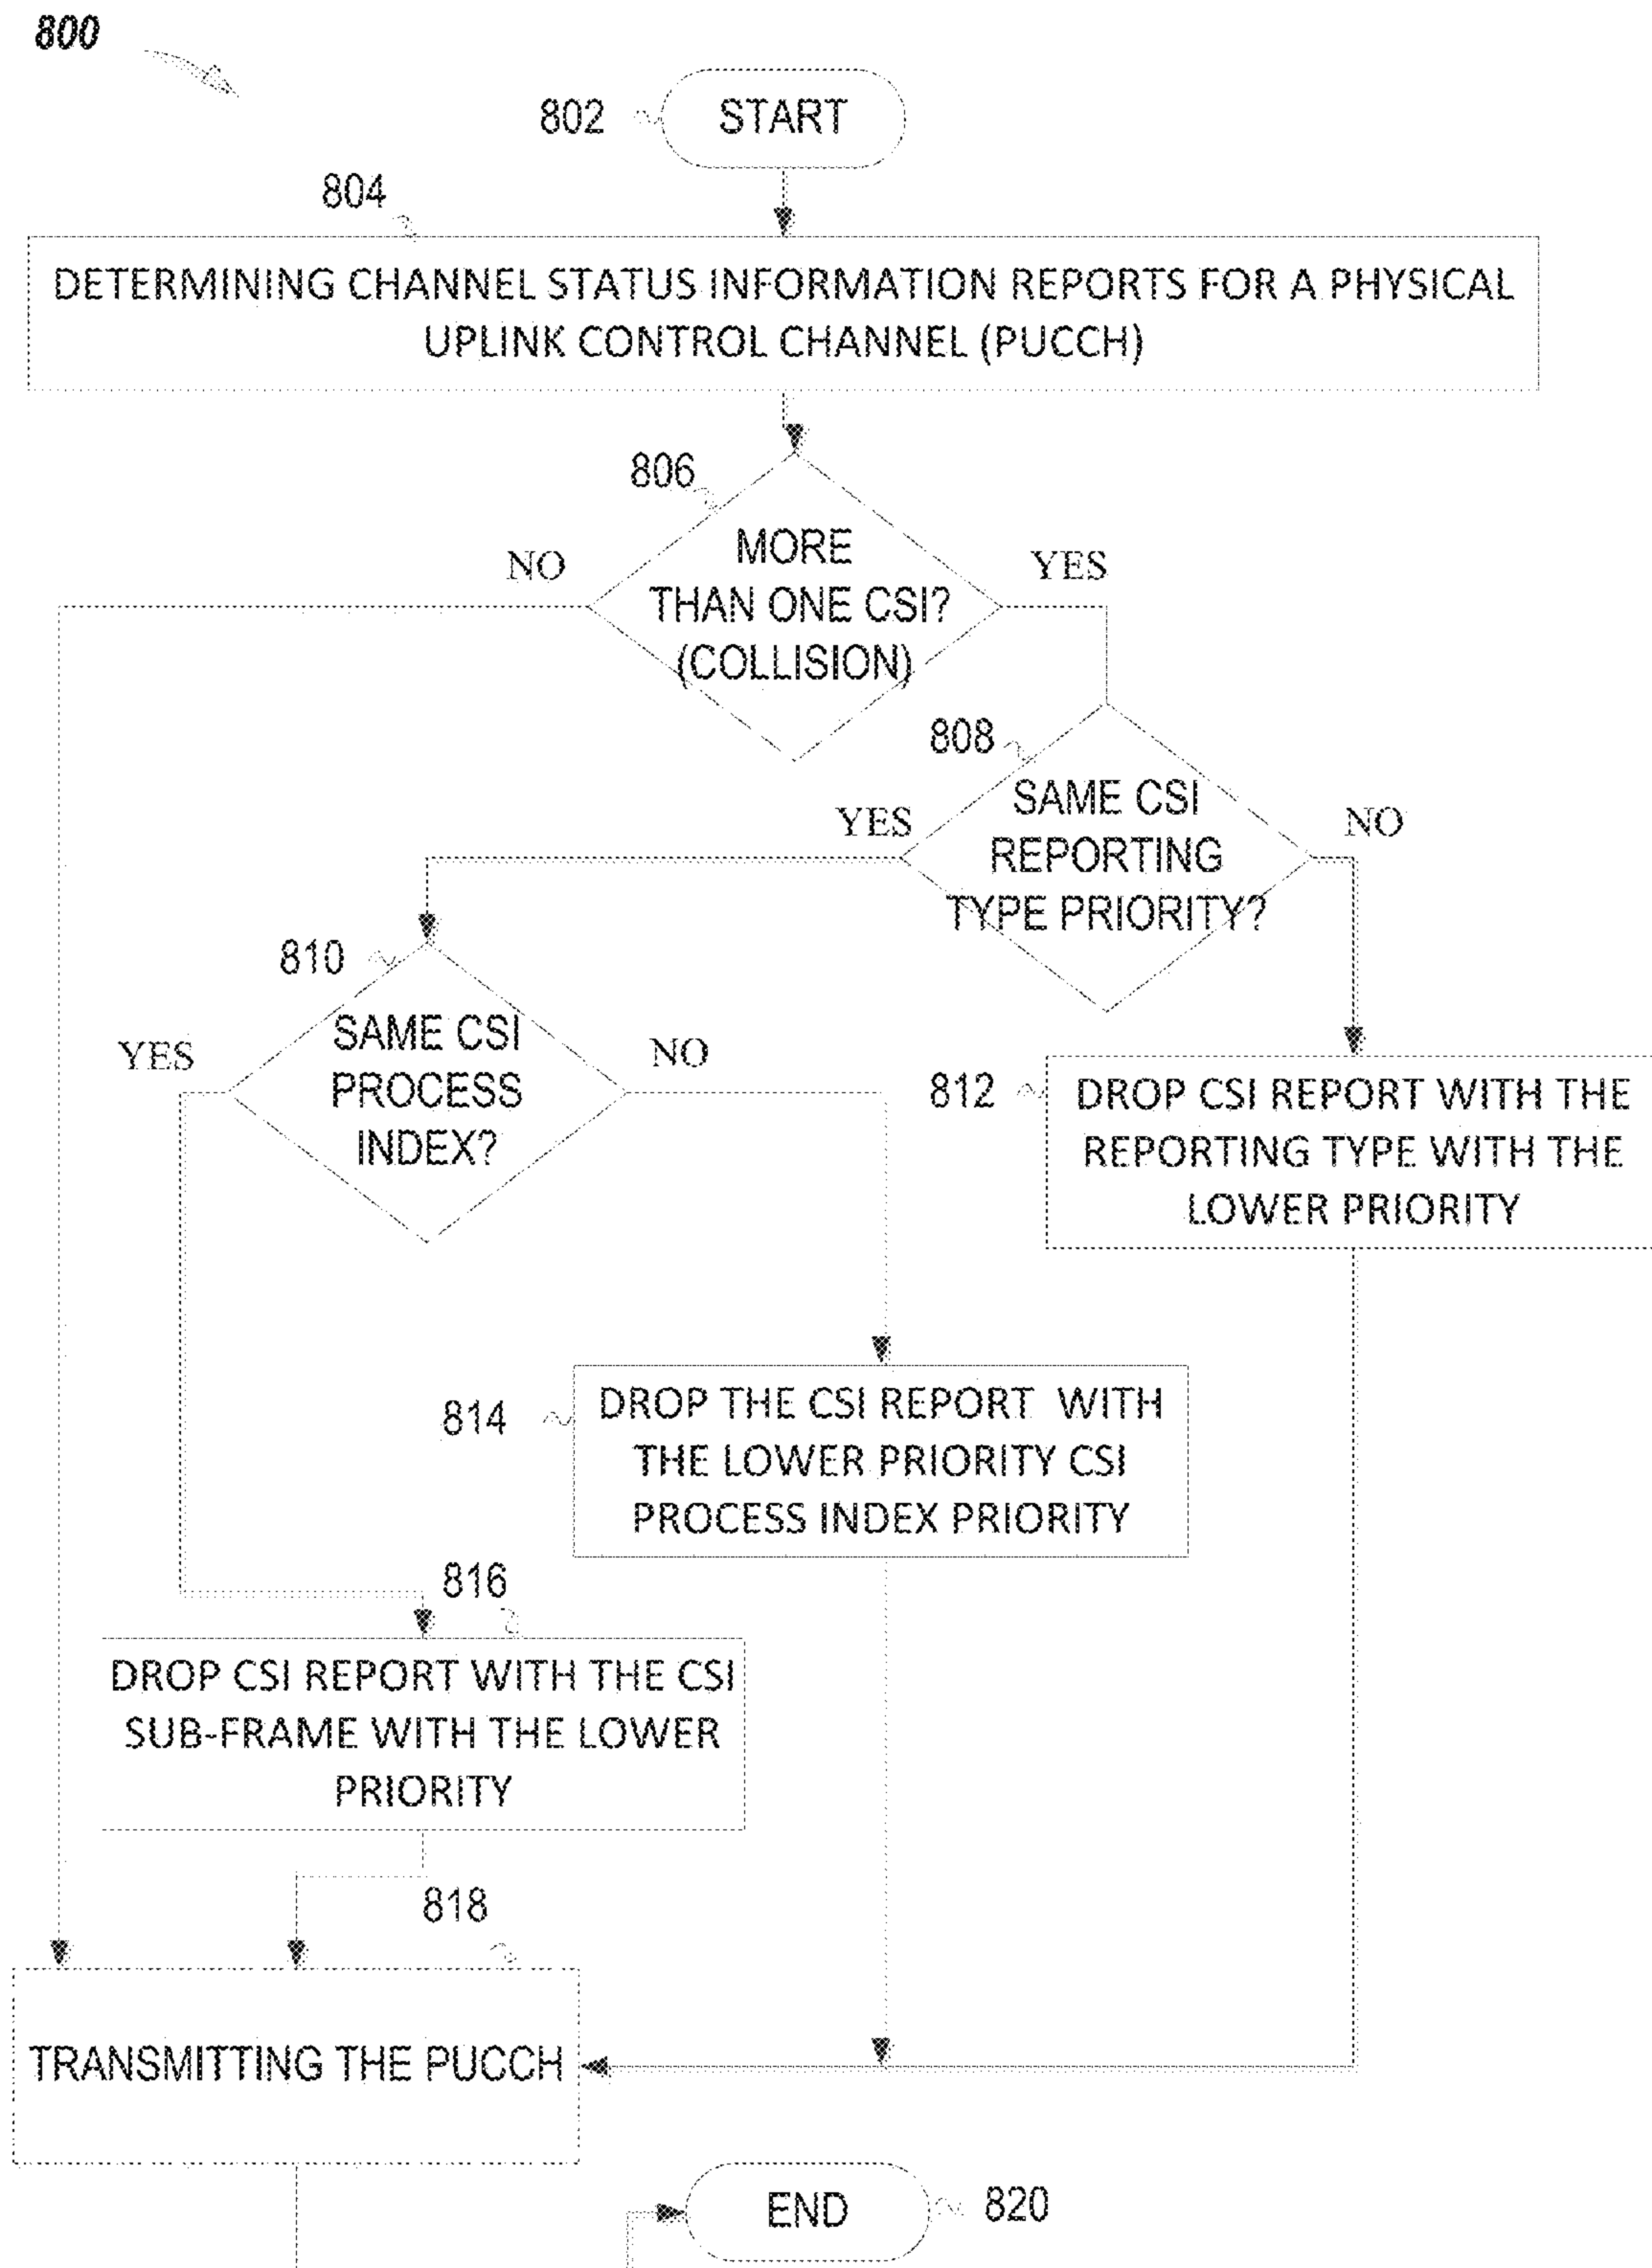 800
802
START
804
DETERMINING CHANNEL STATUS INFORMATION REPORTS FOR A PHYSICAL
UPLINK CONTROL CHANNEL (PUCCH)
806
MORE
THAN ONE CSI?
(COLLISION)
NO
YES
808
SAME CSI
REPORTING
TYPE PRIORITY?
YES
NO
810
SAME CSI
PROCESS
INDEX?
YES
NO
812
DROP CSI REPORT WITH THE
REPORTING TYPE WITH THE
LOWER PRIORITY
814
DROP THE CSI REPORT WITH
THE LOWER PRIORITY CSI
PROCESS INDEX PRIORITY
816
DROP CSI REPORT WITH THE CSI
SUB-FRAME WITH THE LOWER
PRIORITY
818
TRANSMITTING THE PUCCH
END
820